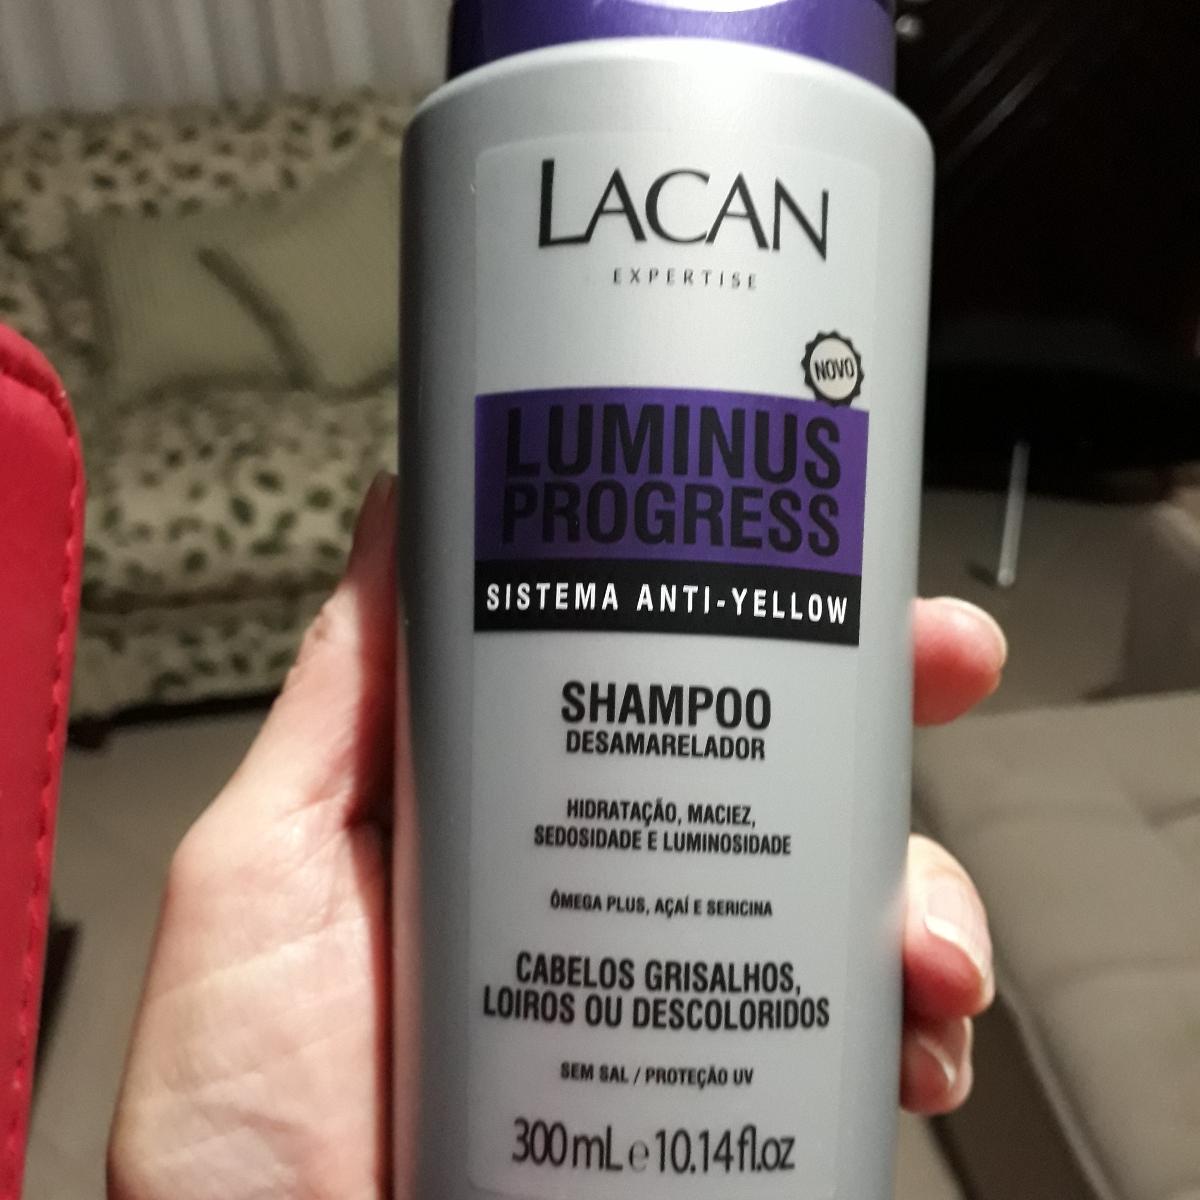 LACAN
EXPERTISE
NOVO
LUMINUS
PROGRESS
SISTEMA ANTI-YELLOW
SHAMPOO
DESAMARELADOR
HIDRATAÇÃO, MACIEZ,
SEDOSIDADE E LUMINOSIDADE
ÔMEGA PLUS, AÇAÍ E SERICINA
CABELOS GRISALHOS,
LOIROS OU DESCOLORIDOS
SEM SAL / PROTEÇÃO UV
300mL e 10.14fl.oz